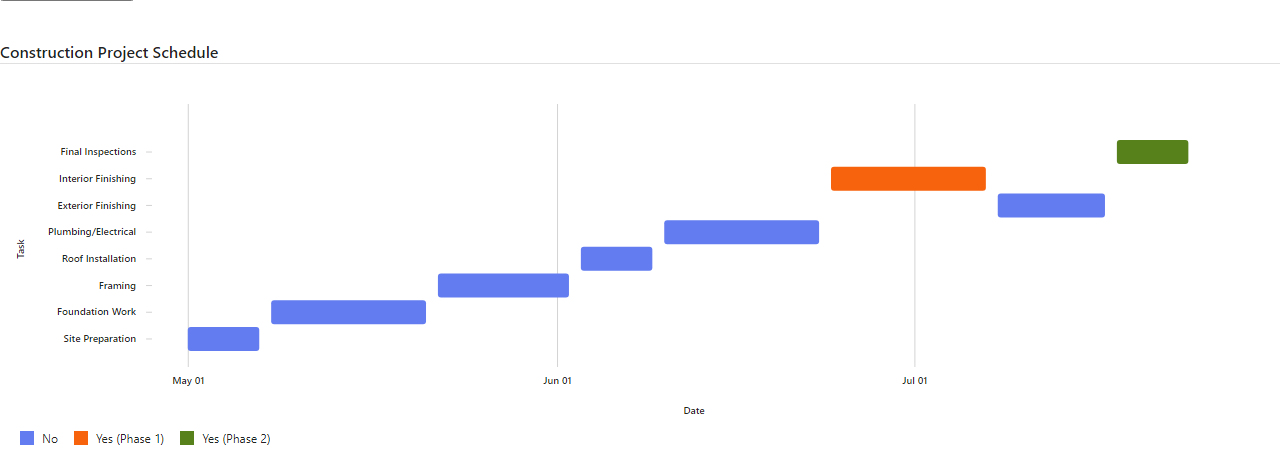 Construction Project Schedule
Final Inspections
Interior Finishing
Exterior Finishing
Plumbing/Electrical
Roof Installation
Framing
Foundation Work
Site Preparation
Task
May 01
Jun 01
Jul 01
Date
No
Yes (Phase 1)
Yes (Phase 2)